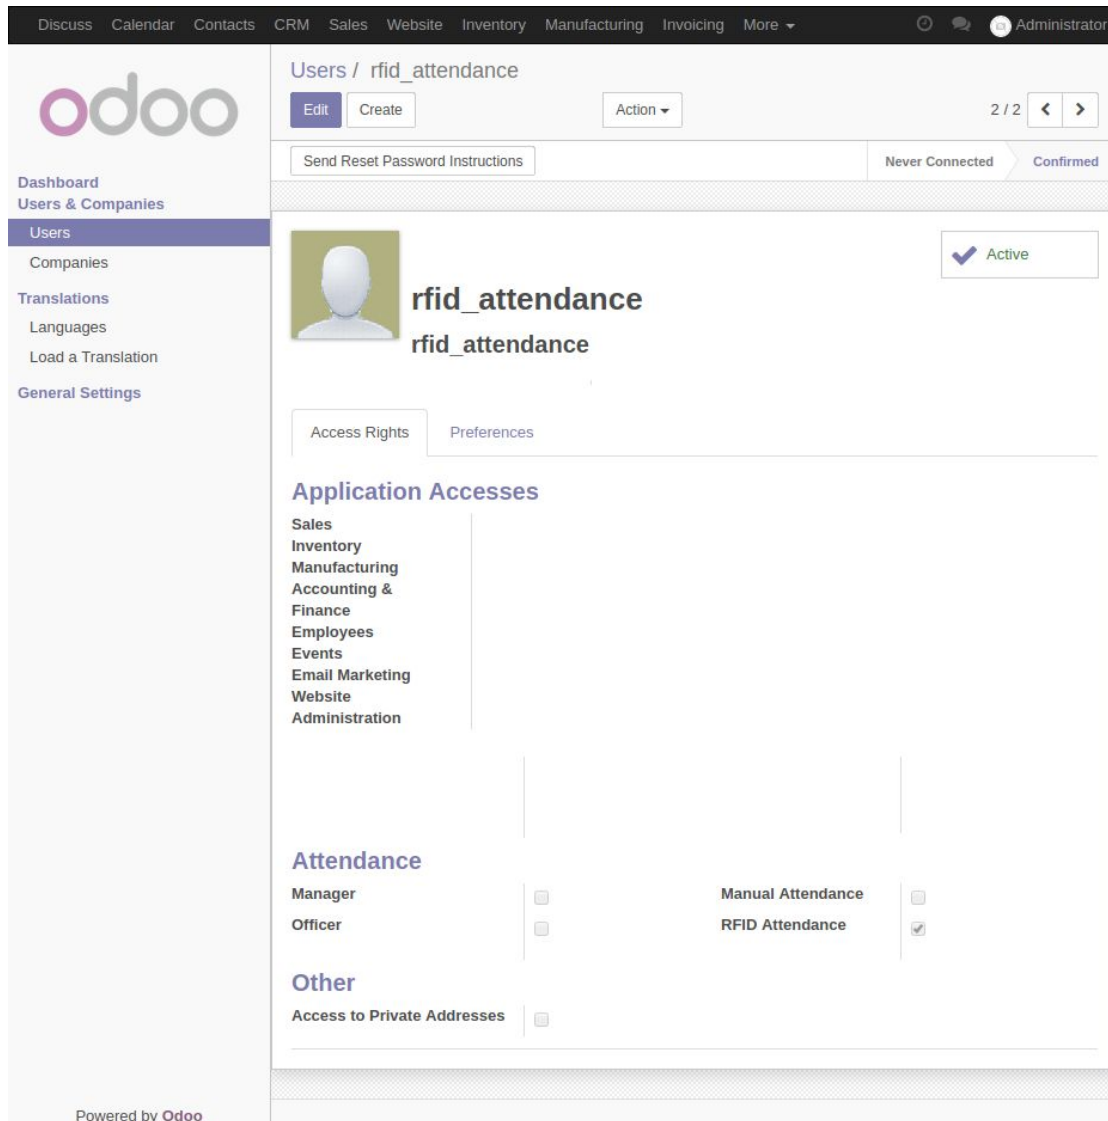 Discuss Calendar Contacts CRM Sales Website Inventory Manufacturing Invoicing More Administrator
odoo
Dashboard
Users & Companies
Users
Companies
Translations
Languages
Load a Translation
General Settings
Powered by Odoo
Users / rfid_attendance
Edit Create Action 2 / 2
Send Reset Password Instructions Never Connected Confirmed
Active
rfid_attendance
rfid_attendance
Access Rights Preferences
Application Accesses
Sales
Inventory
Manufacturing
Accounting &
Finance
Employees
Events
Email Marketing
Website
Administration
Attendance
Manager Manual Attendance
Officer RFID Attendance
Other
Access to Private Addresses